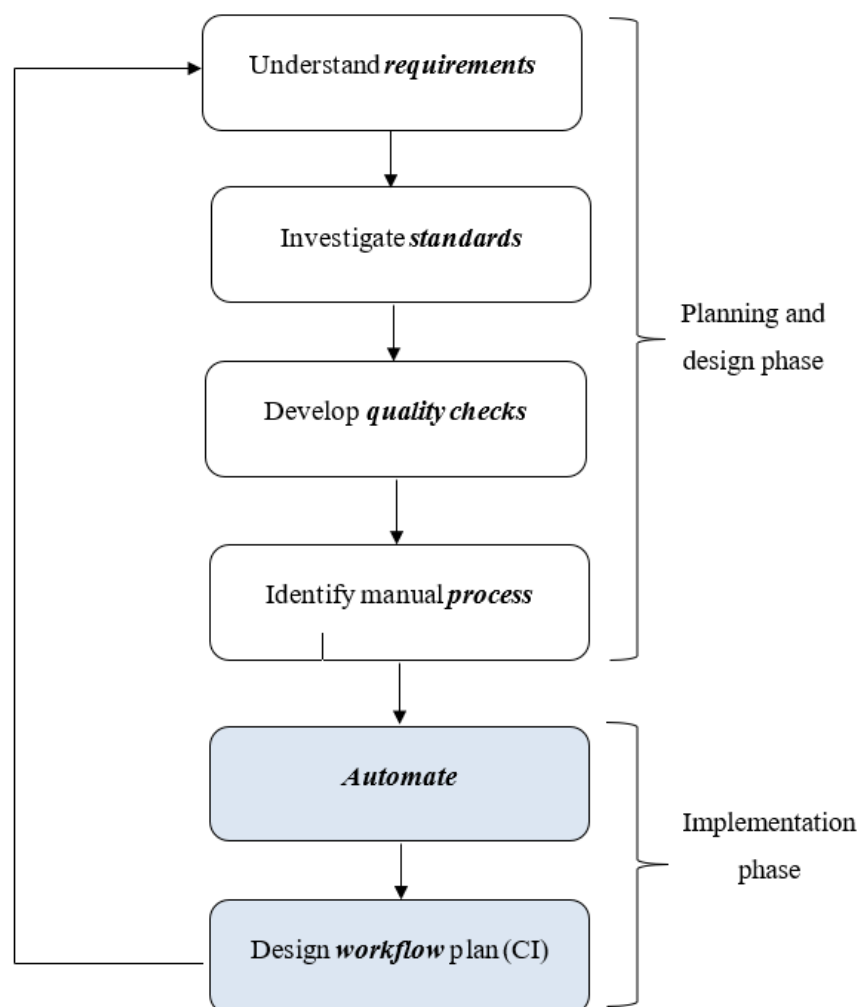 Understand requirements
Investigate standards
Develop quality checks
Identify manual process
Planning and
design phase
Automate
Design workflow plan (CI)
Implementation
phase